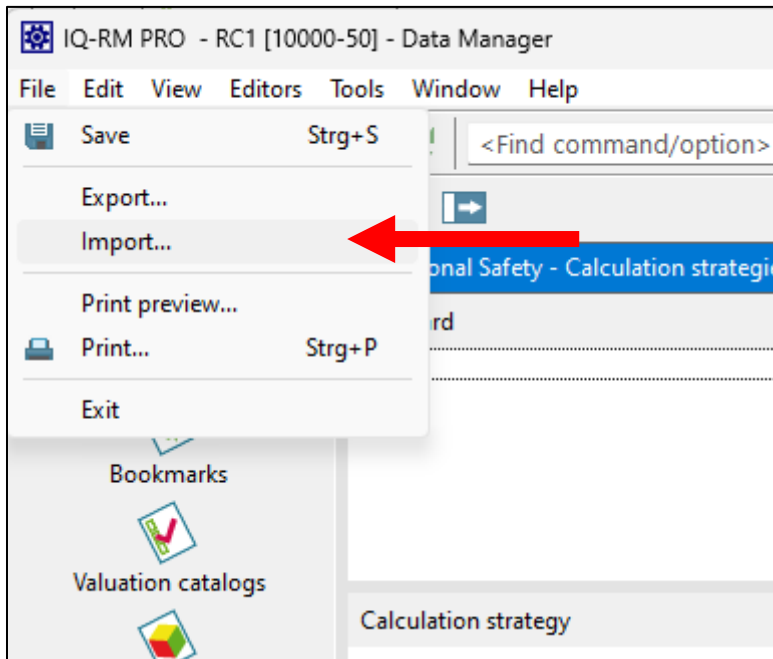 IQ-RM PRO - RC1 [10000-50] - Data Manager
File Edit View Editors Tools Window Help
Save Strg+S
<Find command/option>
Export...
Import...
onal Safety - Calculation strategi
Print preview...
rd
Print... Strg+P
Exit
Bookmarks
Valuation catalogs
Calculation strategy